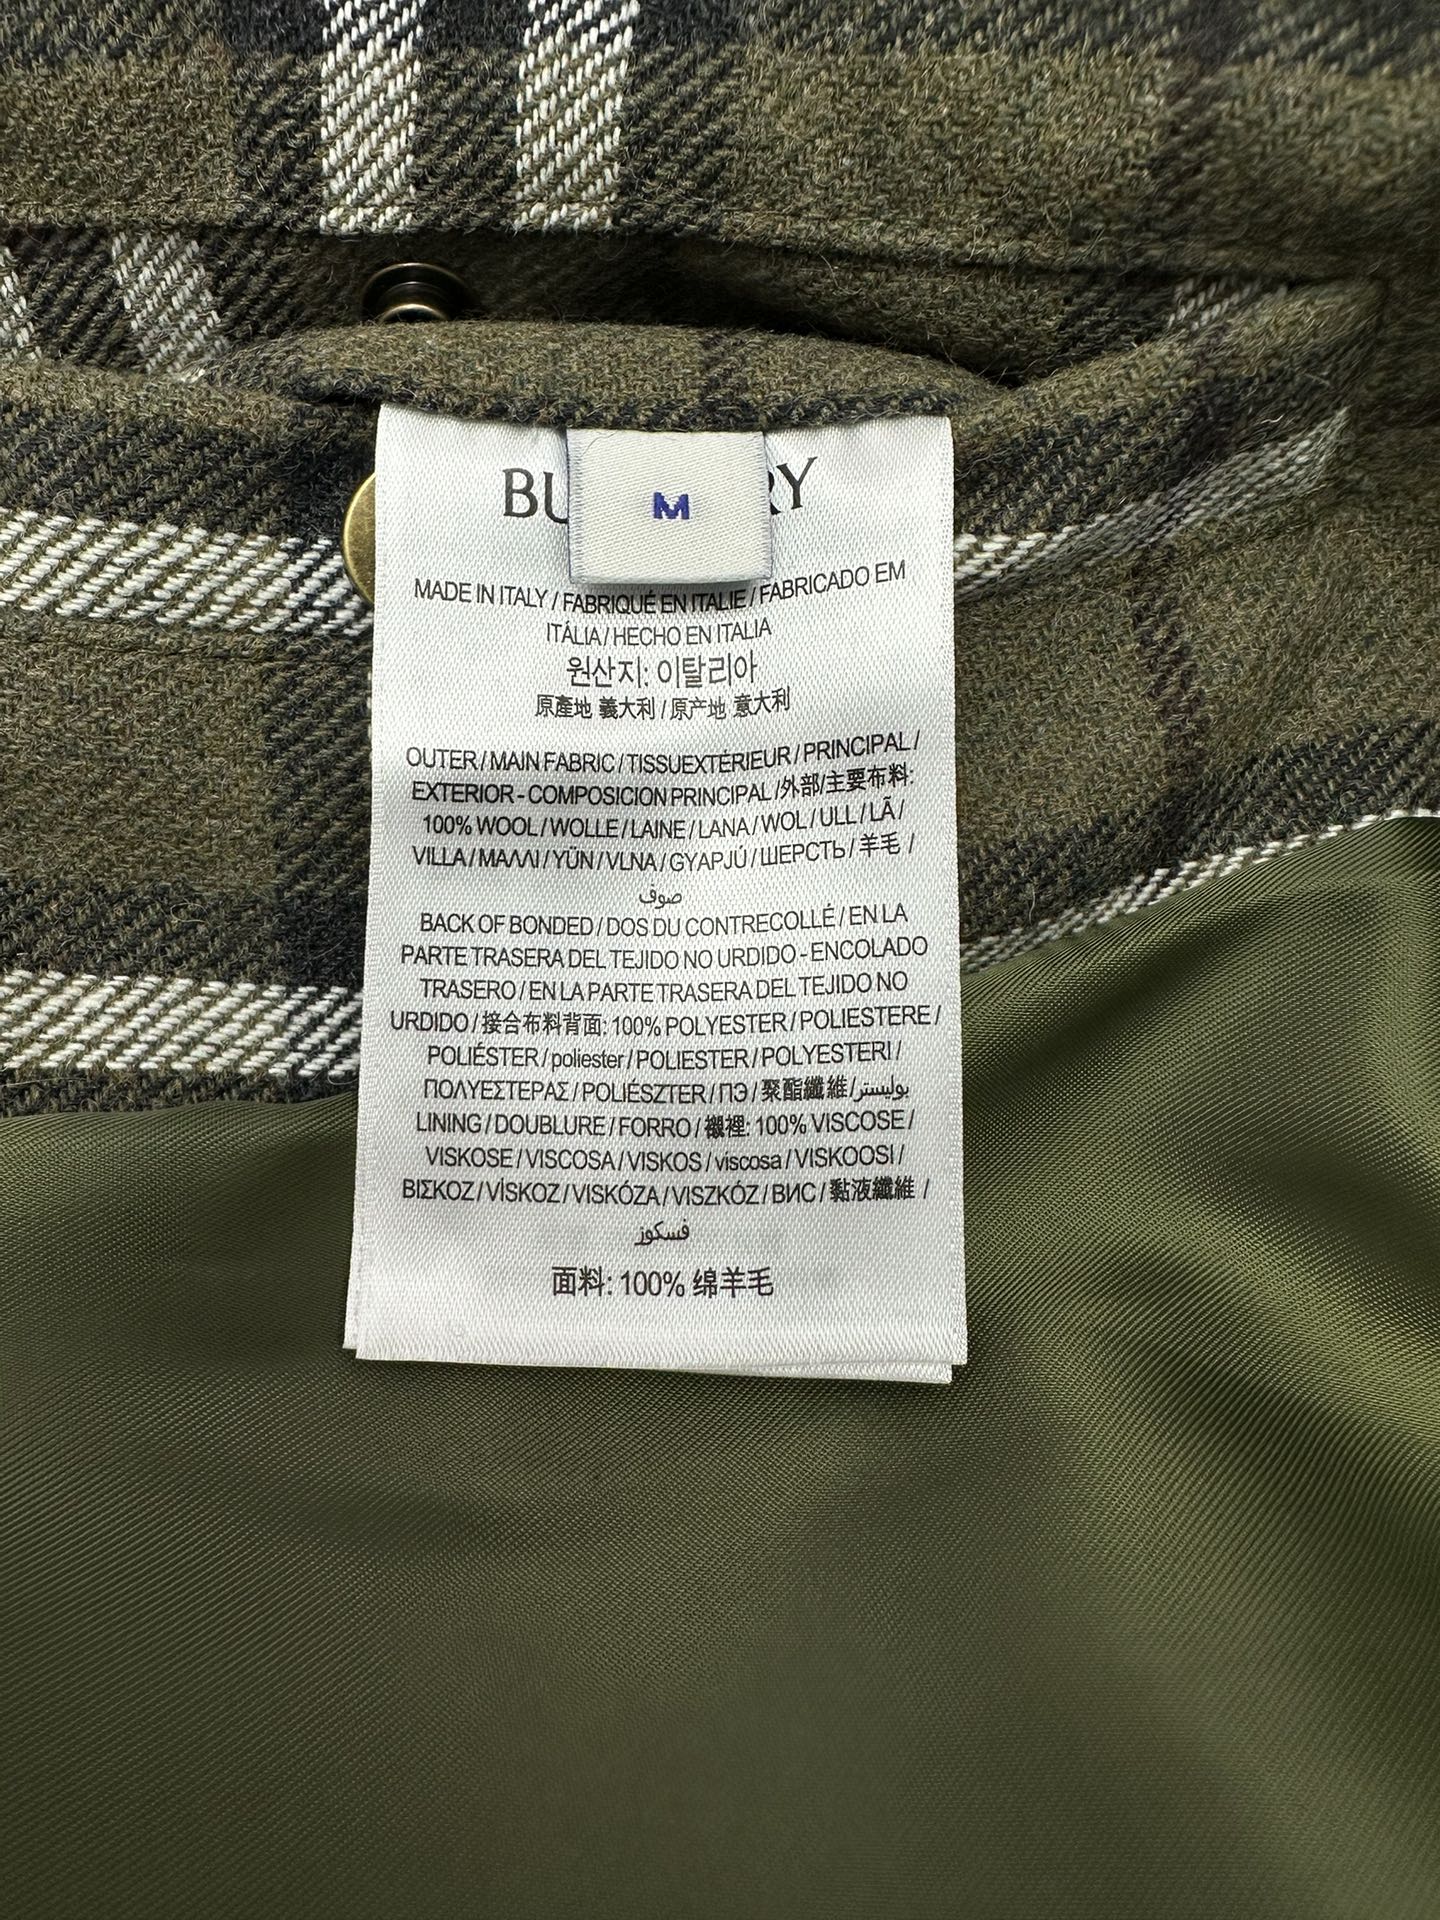 BU RY
M
MADE IN ITALY / FABRIQUÉ EN ITALIE / FABRICADO EM
ITÁLIA / HECHO EN ITALIA
원산지: 이탈리아
原產地 義大利 / 原产地 意大利
OUTER / MAIN FABRIC / TISSUEXTÉRIEUR / PRINCIPAL /
EXTERIOR - COMPOSICION PRINCIPAL /外部/主要布料:
100% WOOL / WOLLE / LAINE / LANA / WOL / ULL / LÃ /
VILLA / ΜΑΛΛΙ / YÜN / VLNA / GYAPJÚ / ШЕРСТЬ / 羊毛 /
صوف
BACK OF BONDED / DOS DU CONTRECOLLÉ / EN LA
PARTE TRASERA DEL TEJIDO NO URDIDO - ENCOLADO
TRASERO / EN LA PARTE TRASERA DEL TEJIDO NO
URDIDO / 接合布料背面: 100% POLYESTER / POLIESTERE /
POLIÉSTER / poliester / POLIESTER / POLYESTERI /
ΠΟΛΥΕΣΤΕΡΑΣ / POLIÉSZTER / ПЭ / 聚酯纖維 /بوليستر
LINING / DOUBLURE / FORRO / 襯裡: 100% VISCOSE /
VISKOSE / VISCOSA / VISKOS / viscosa / VISKOOSI /
ΒΙΣΚΟΖ / VİSKOZ / VISKÓZA / VISZKÓZ / ВИС / 黏液纖維 /
فسكوز
面料: 100% 绵羊毛